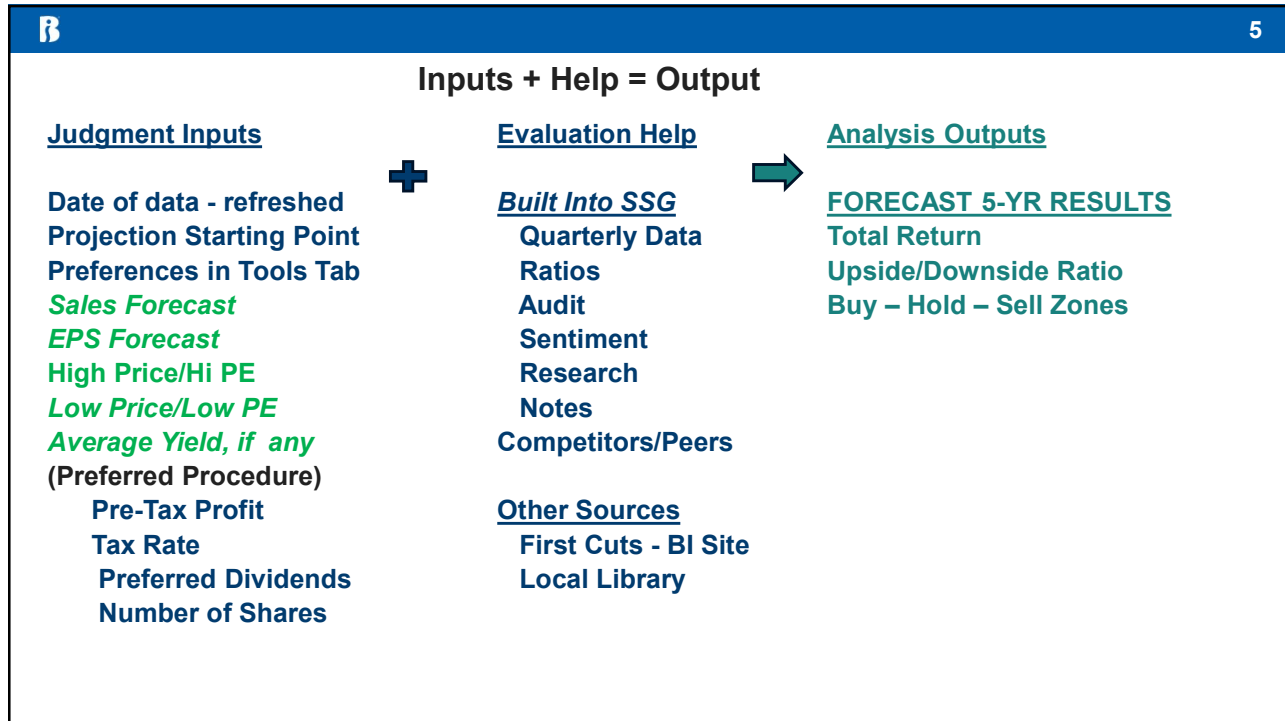 5
Inputs + Help = Output
Judgment Inputs
Date of data - refreshed
Projection Starting Point
Preferences in Tools Tab
Sales Forecast
EPS Forecast
High Price/Hi PE
Low Price/Low PE
Average Yield, if any
(Preferred Procedure)
Pre-Tax Profit
Tax Rate
Preferred Dividends
Number of Shares
Evaluation Help
Built Into SSG
Quarterly Data
Ratios
Audit
Sentiment
Research
Notes
Competitors/Peers
Other Sources
First Cuts - BI Site
Local Library
Analysis Outputs
FORECAST 5-YR RESULTS
Total Return
Upside/Downside Ratio
Buy – Hold – Sell Zones